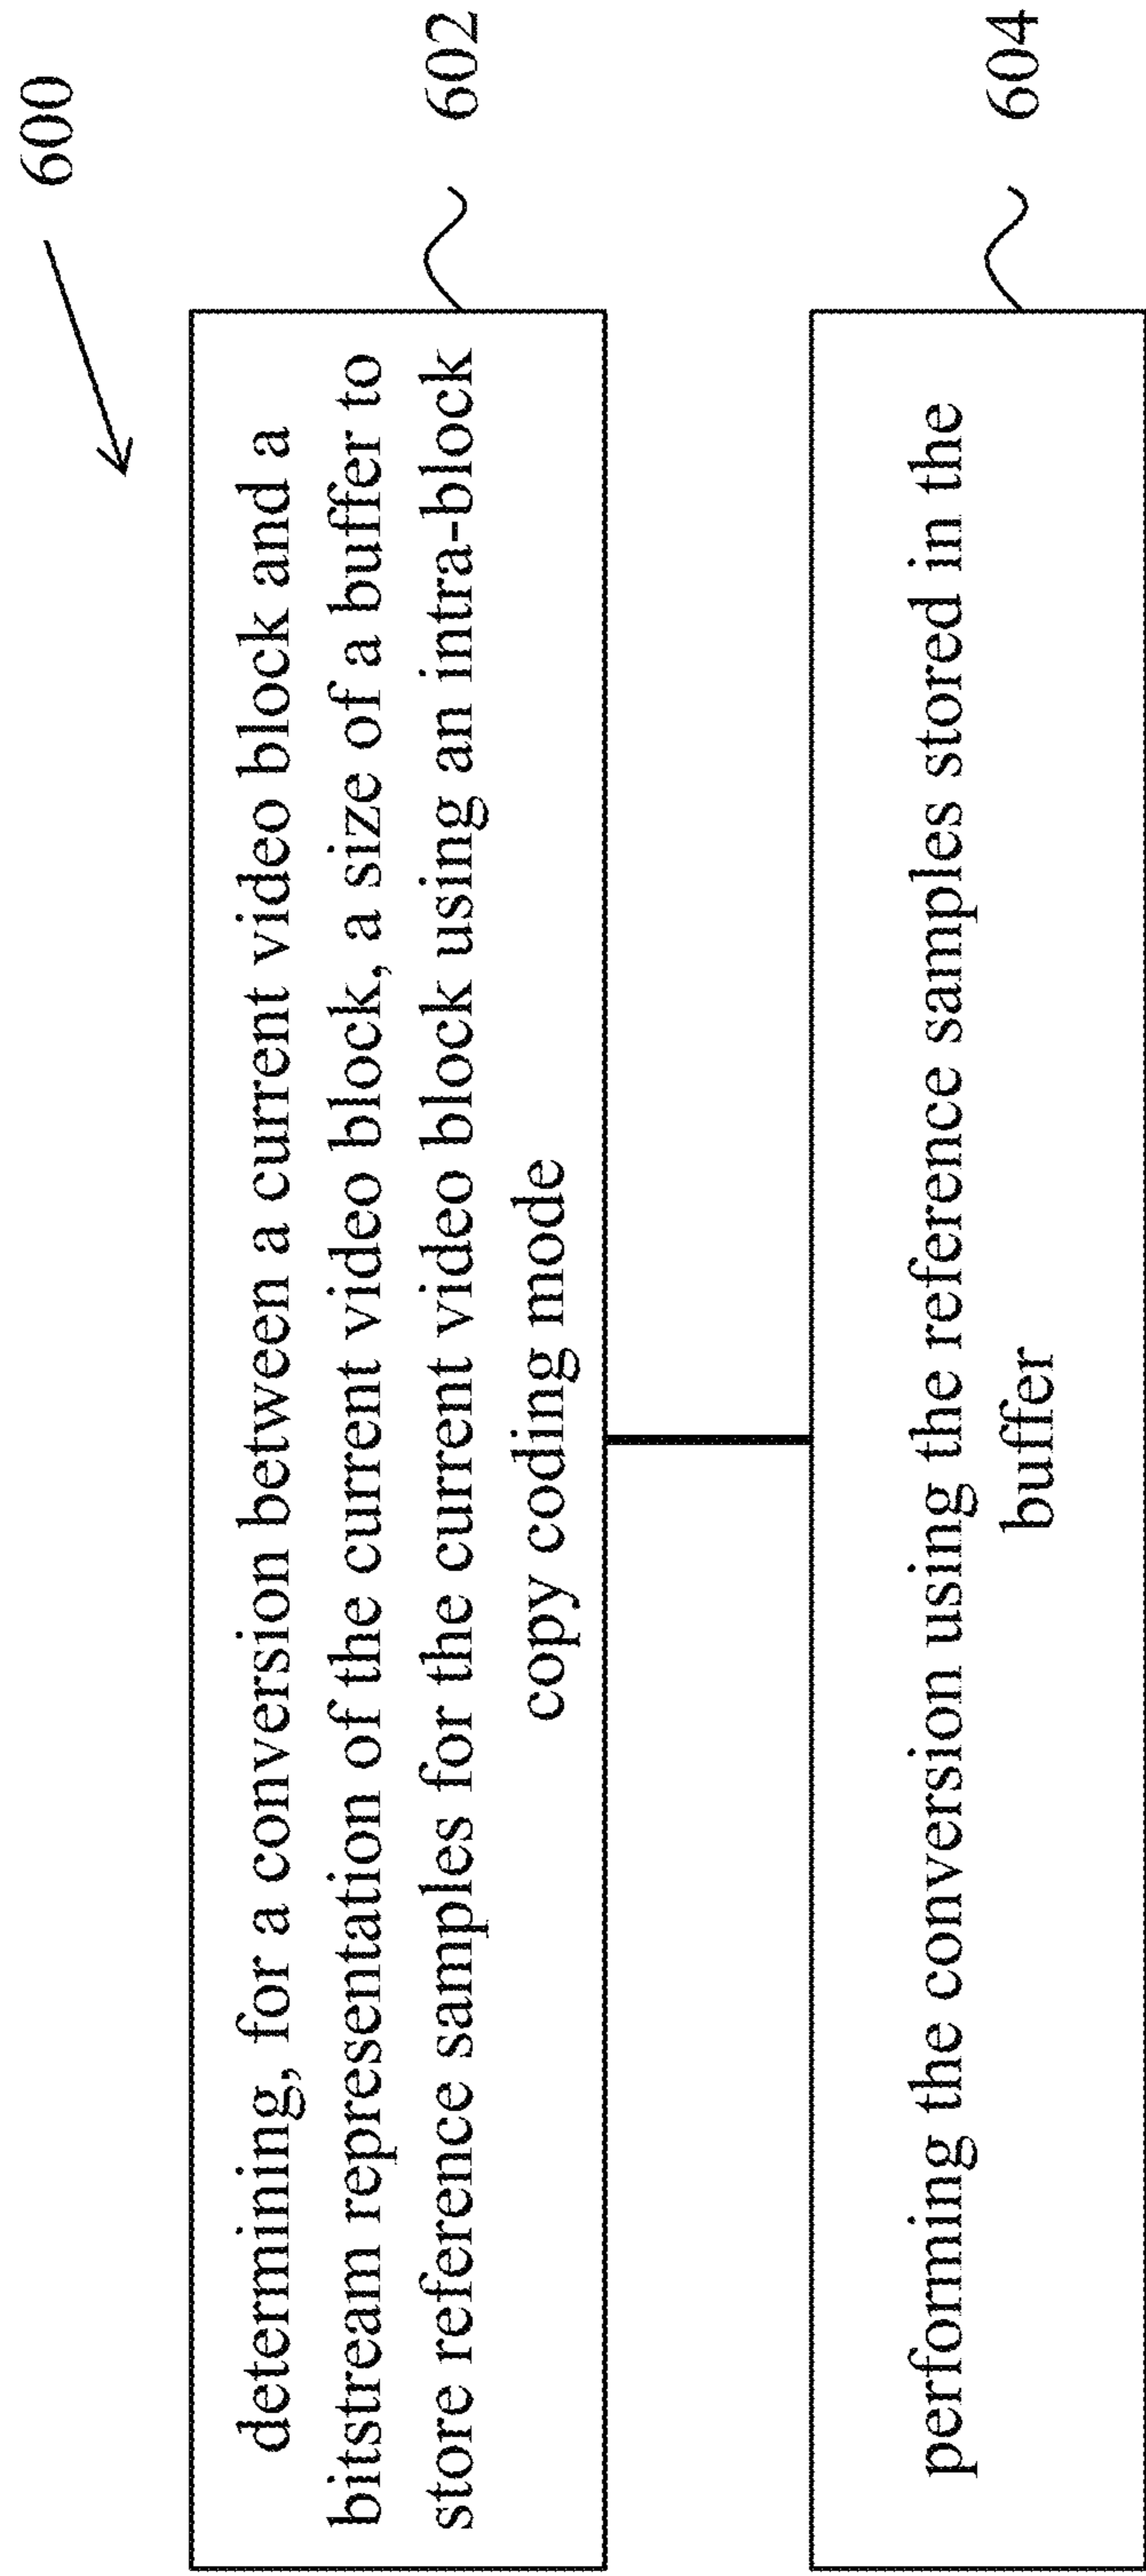 600
determining, for a conversion between a current video block and a
bitstream representation of the current video block, a size of a buffer to
store reference samples for the current video block using an intra-block
copy coding mode
602
performing the conversion using the reference samples stored in the
buffer
604